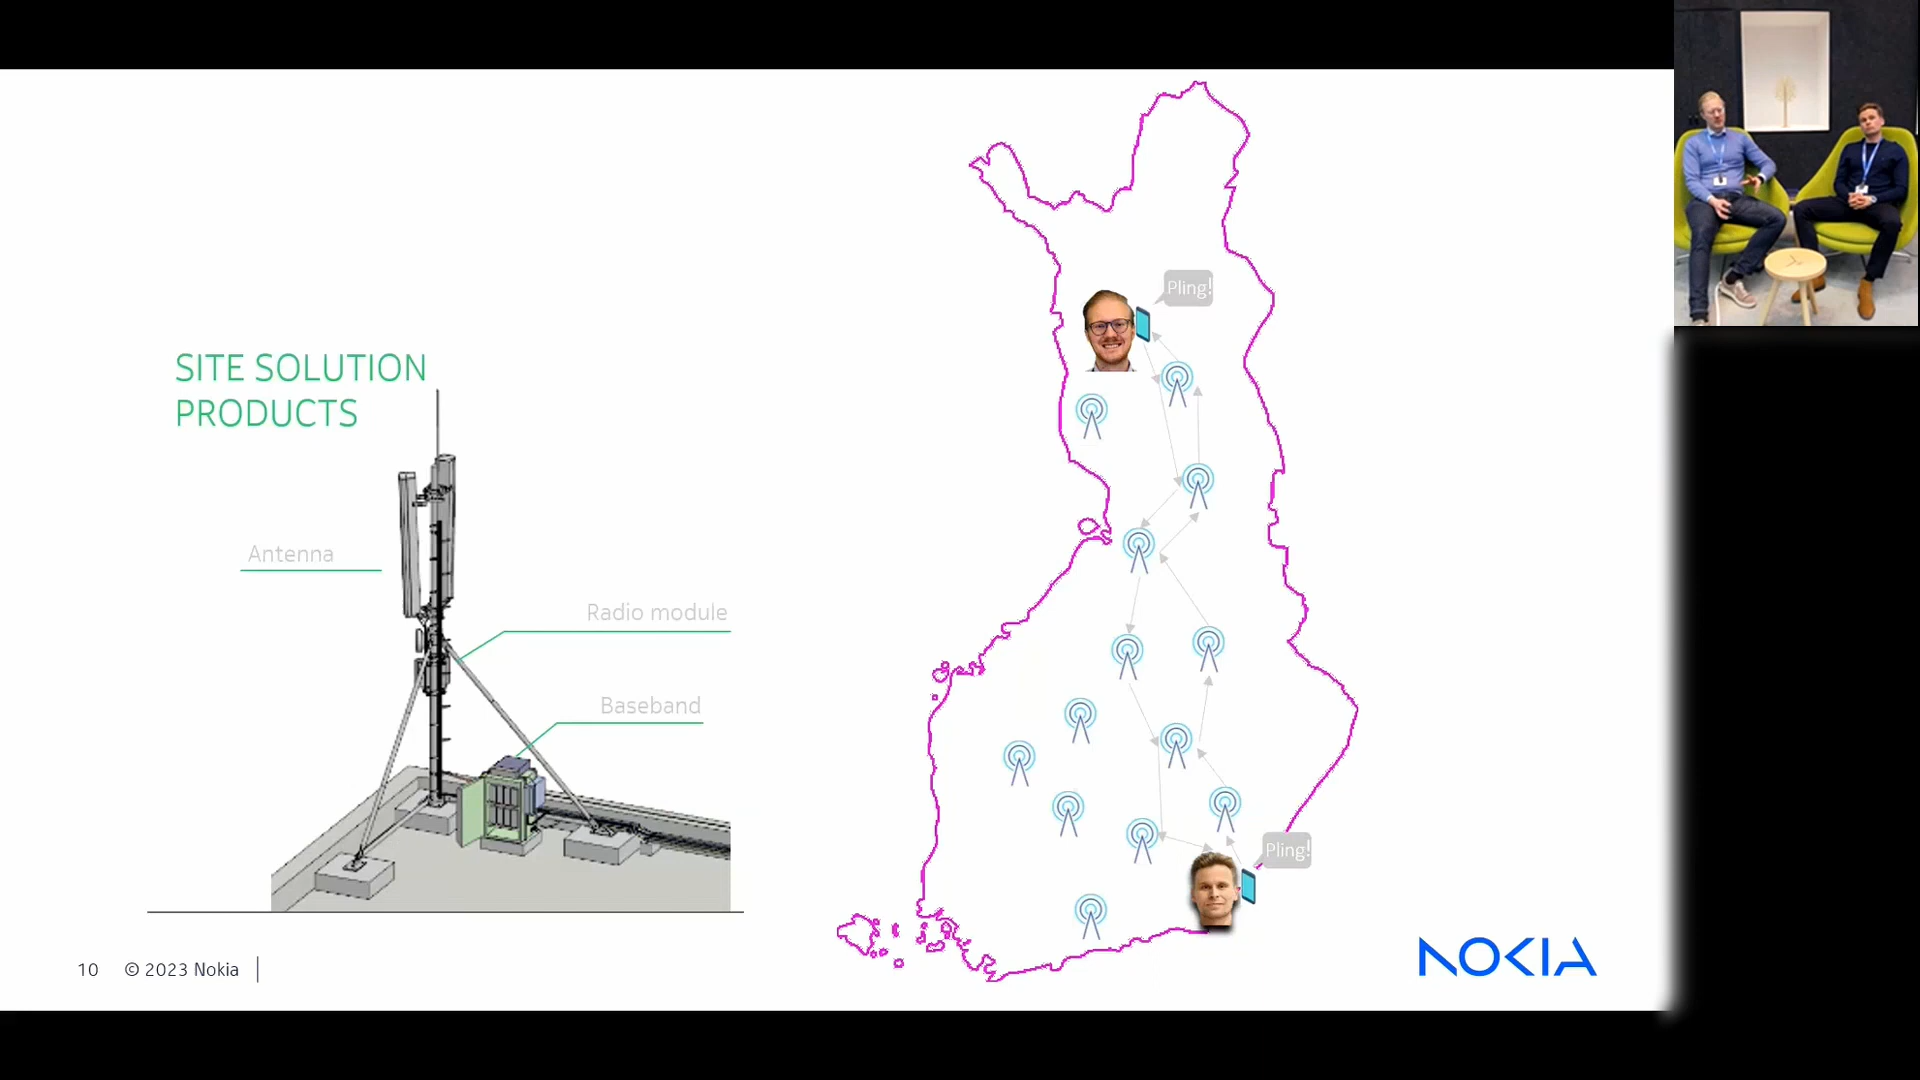 SITE SOLUTION
PRODUCTS
Antenna
Radio module
Baseband
Pling!
Pling!
10 © 2023 Nokia
NOKIA